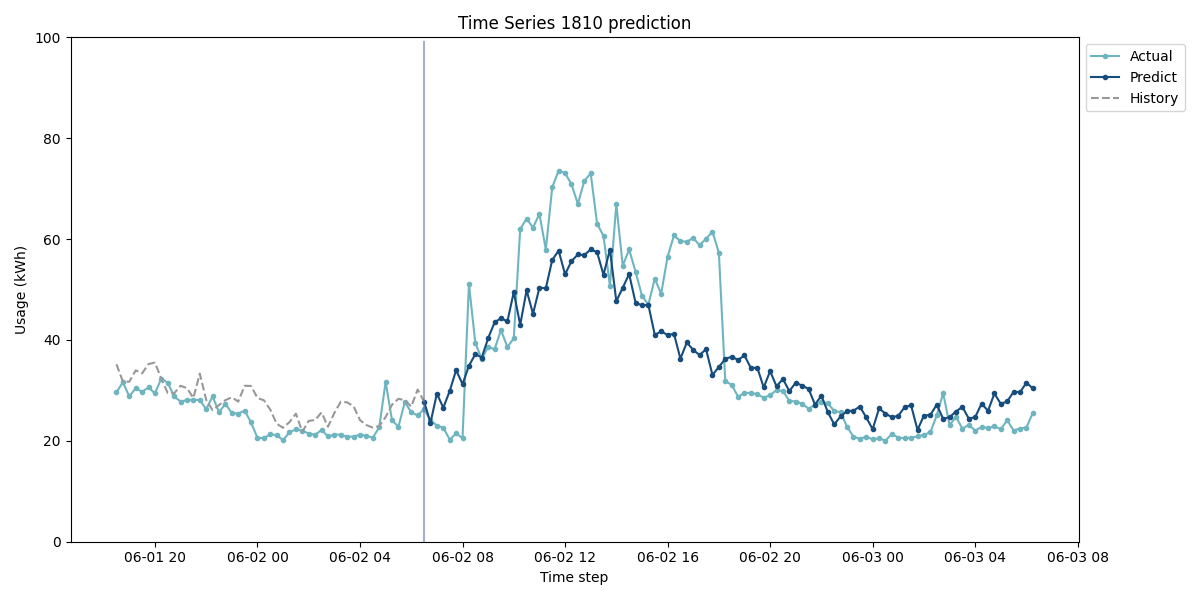 Time Series 1810 prediction
100
80
60
40
20
0
Usage (kWh)
06-01 20
06-02 00
06-02 04
06-02 08
06-02 12
06-02 16
06-02 20
06-03 00
06-03 04
06-03 08
Time step
Actual
Predict
History